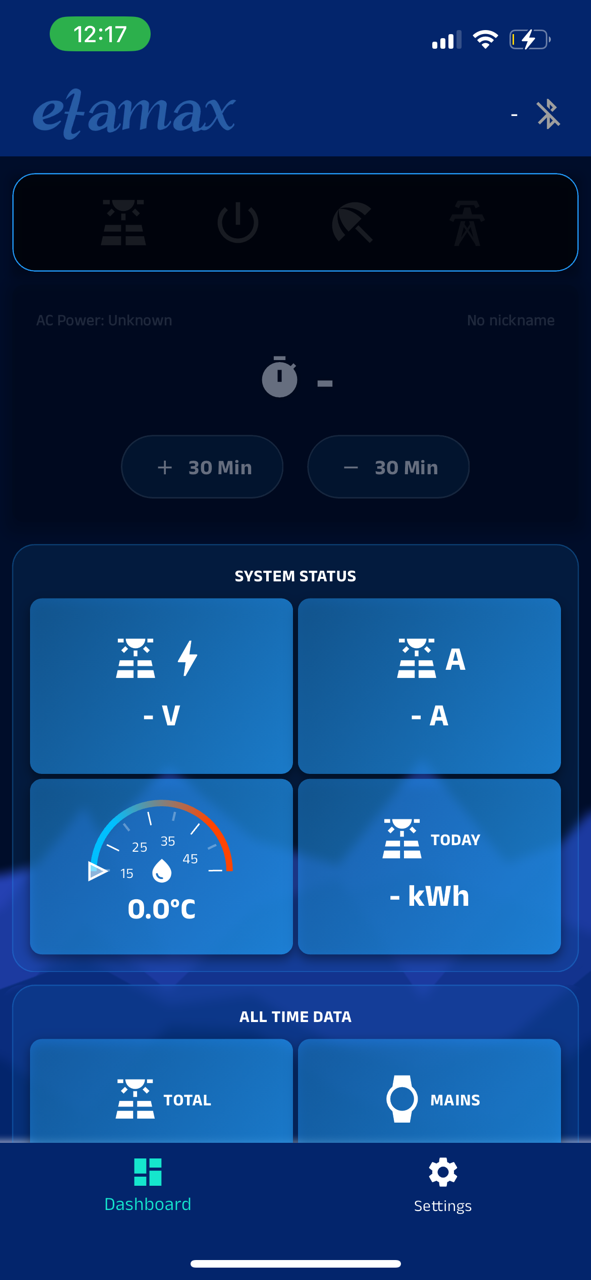 12:17
etamax
-
AC Power: Unknown
No nickname
-
+ 30 Min
− 30 Min
SYSTEM STATUS
- V
A
- A
15 25 35 45
0.0°C
TODAY
- kWh
ALL TIME DATA
TOTAL
MAINS
Dashboard
Settings